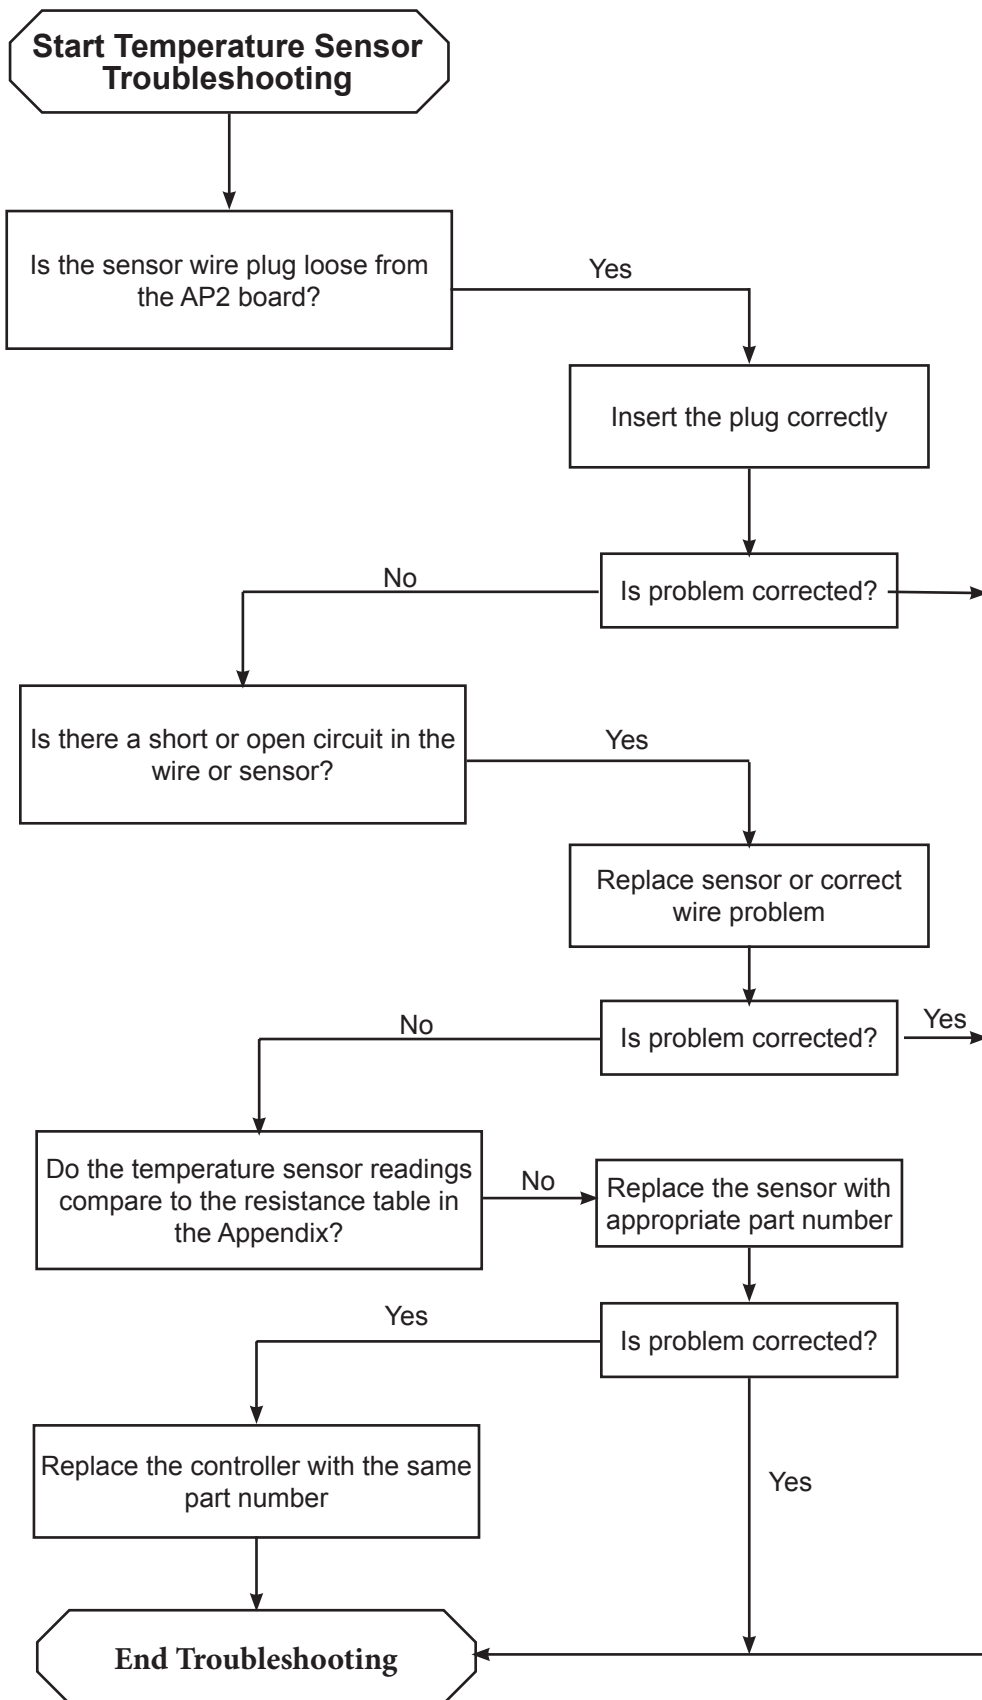 Start Temperature Sensor
Troubleshooting
Is the sensor wire plug loose from
the AP2 board?
Yes
Insert the plug correctly
Is problem corrected?
No
Is there a short or open circuit in the
wire or sensor?
Yes
Replace sensor or correct
wire problem
Is problem corrected?
Yes
No
Do the temperature sensor readings
compare to the resistance table in
the Appendix?
No
Replace the sensor with
appropriate part number
Is problem corrected?
Yes
Replace the controller with the same
part number
Yes
End Troubleshooting